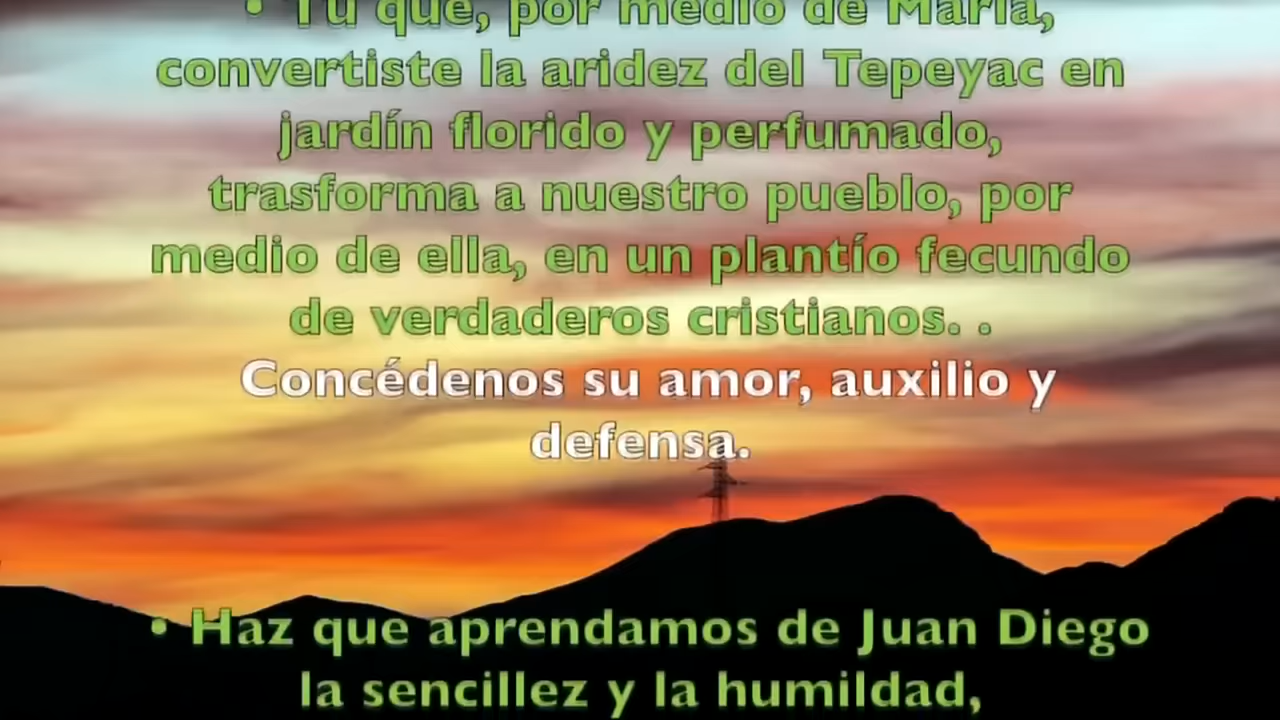 • Tú que, por medio de María,
convertiste la aridez del Tepeyac en
jardín florido y perfumado,
trasforma a nuestro pueblo, por
medio de ella, en un plantío fecundo
de verdaderos cristianos. .
Concédenos su amor, auxilio y
defensa.
• Haz que aprendamos de Juan Diego
la sencillez y la humildad,